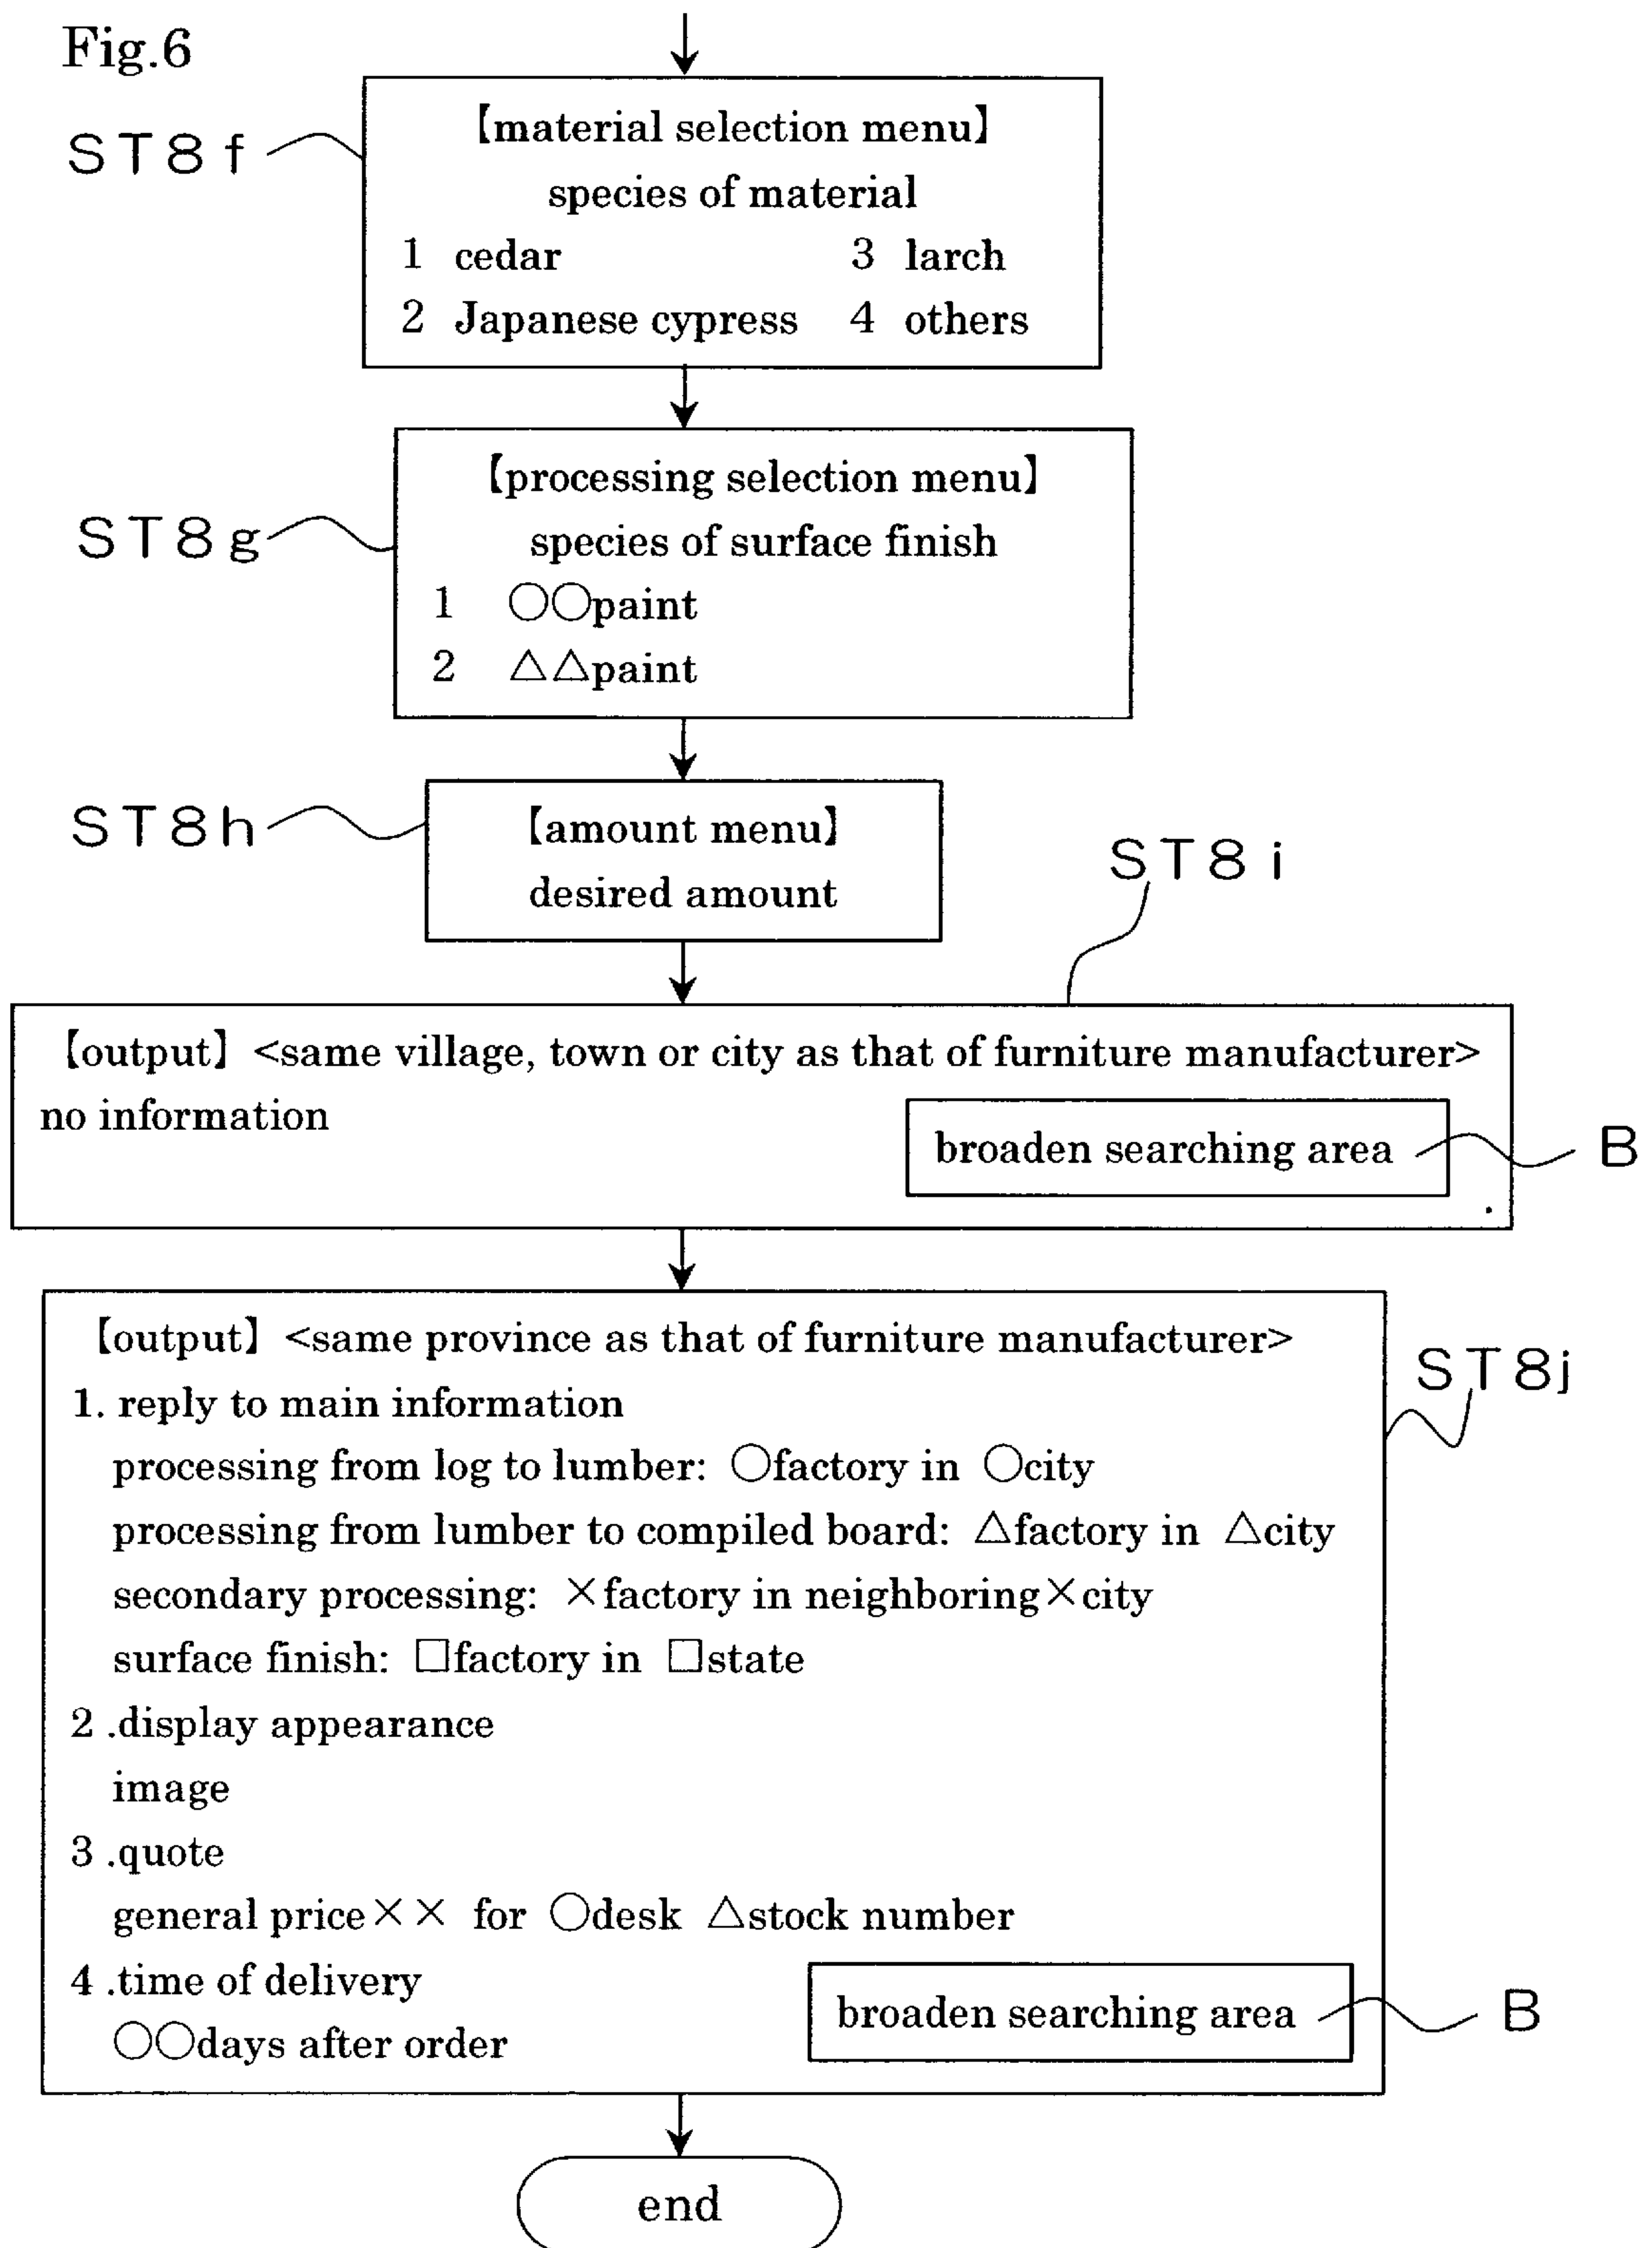 Fig.6
ST8f
【material selection menu】
species of material
1 cedar 3 larch
2 Japanese cypress 4 others
ST8g
【processing selection menu】
species of surface finish
1 ○○paint
2 △△paint
ST8h
【amount menu】
desired amount
ST8i
【output】<same village, town or city as that of furniture manufacturer>
no information
broaden searching area
B
【output】<same province as that of furniture manufacturer>
ST8j
1. reply to main information
processing from log to lumber: ○factory in ○city
processing from lumber to compiled board: △factory in △city
secondary processing: ×factory in neighboring×city
surface finish: □factory in □state
2 .display appearance
image
3 .quote
general price×× for ○desk △stock number
4 .time of delivery
○○days after order
broaden searching area
B
end